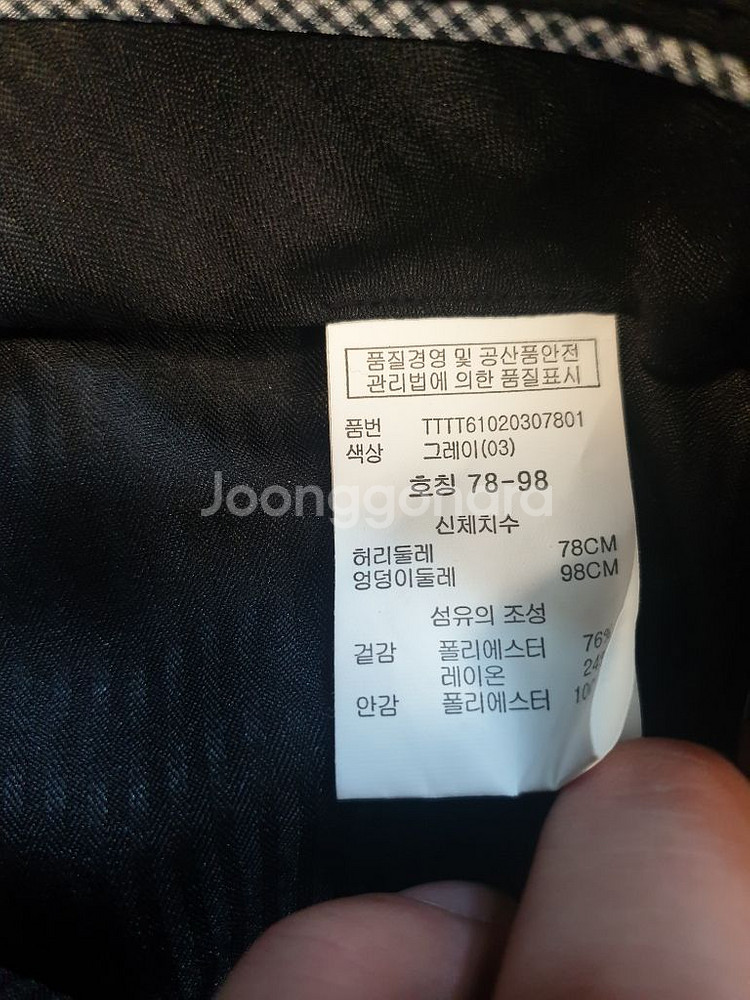 품질경영 및 공산품안전
관리법에 의한 품질표시
품번 TTTT61020307801
색상 그레이(03)
호칭 78-98
Joonggonara
신체치수
허리둘레 78CM
엉덩이둘레 98CM
섬유의 조성
겉감 폴리에스터 76%
레이온
안감 폴리에스터